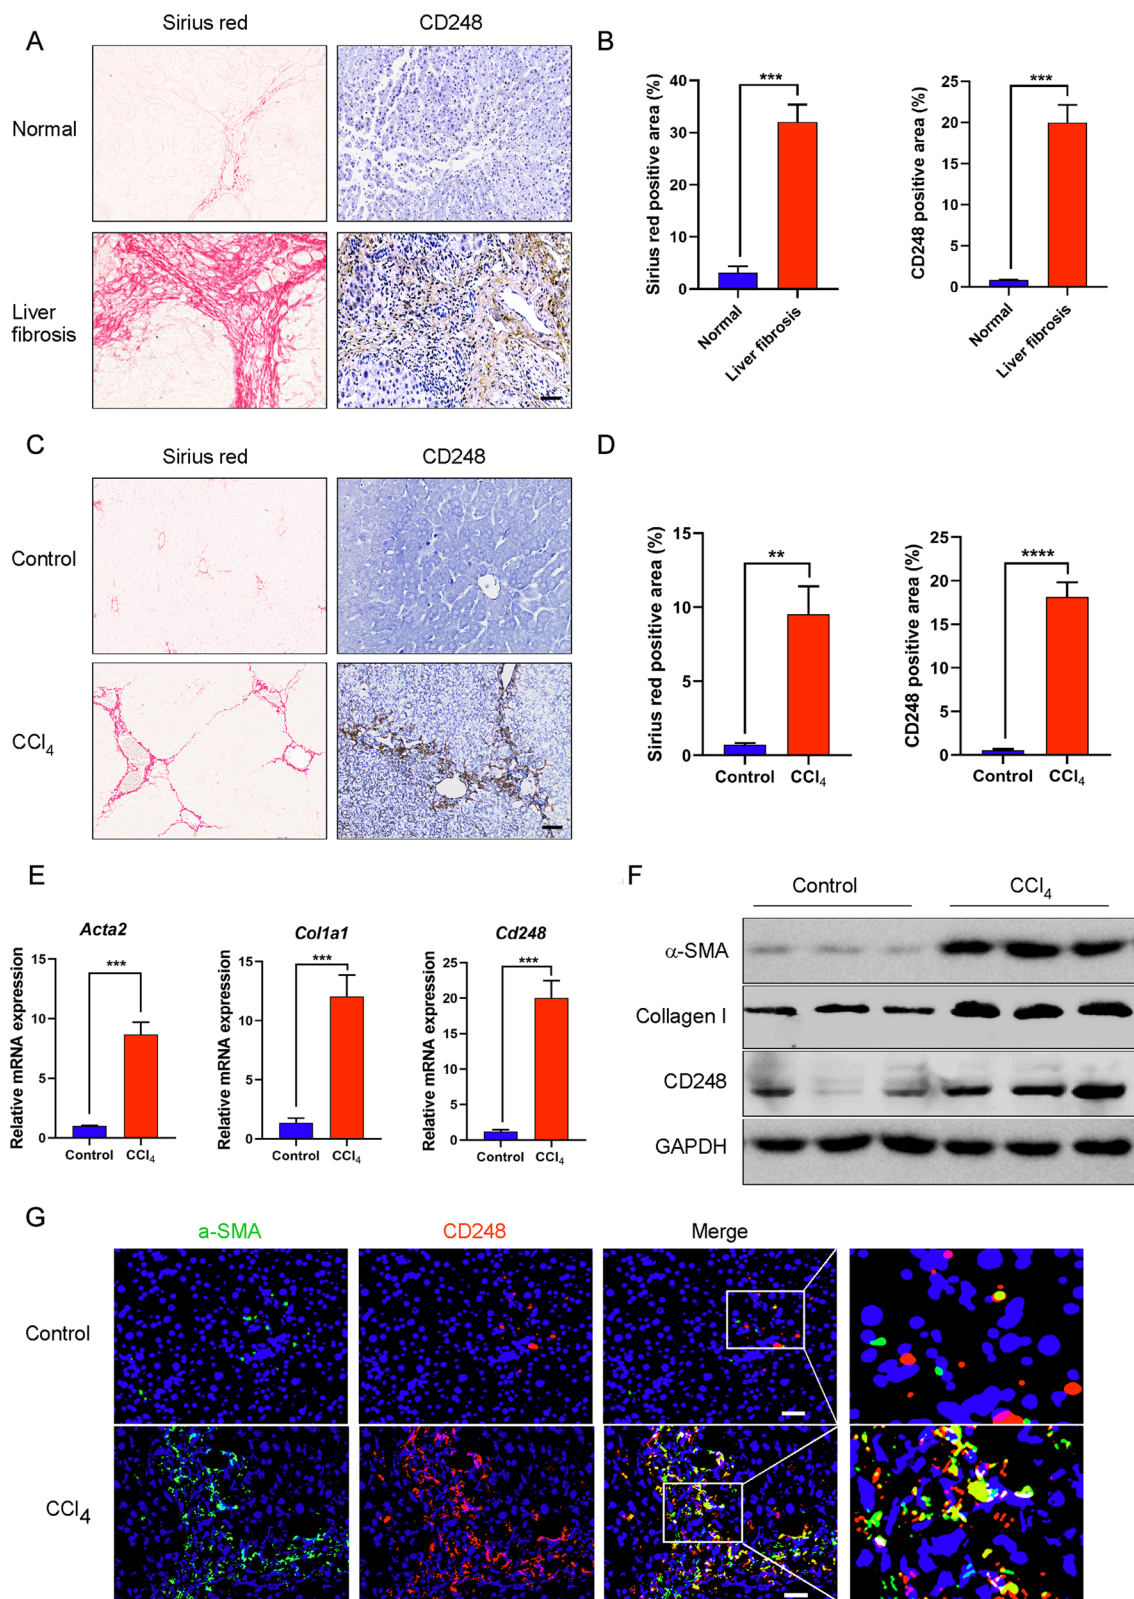 A
Sirius red
CD248
Normal
Liver
fibrosis
B
Sirius red positive area (%)
40
30
20
10
0
***
Normal
Liver fibrosis
CD248 positive area (%)
25
20
15
10
5
0
***
Normal
Liver fibrosis
C
Sirius red
CD248
Control
CCl₄
D
Sirius red positive area (%)
15
10
5
0
**
Control
CCl₄
CD248 positive area (%)
25
20
15
10
5
0
****
Control
CCl₄
E
Acta2
Relative mRNA expression
15
10
5
0
***
Control
CCl₄
Col1a1
Relative mRNA expression
15
10
5
0
***
Control
CCl₄
Cd248
Relative mRNA expression
25
20
15
10
5
0
***
Control
CCl₄
F
Control
CCl₄
α-SMA
Collagen I
CD248
GAPDH
G
a-SMA
CD248
Merge
Control
CCl₄